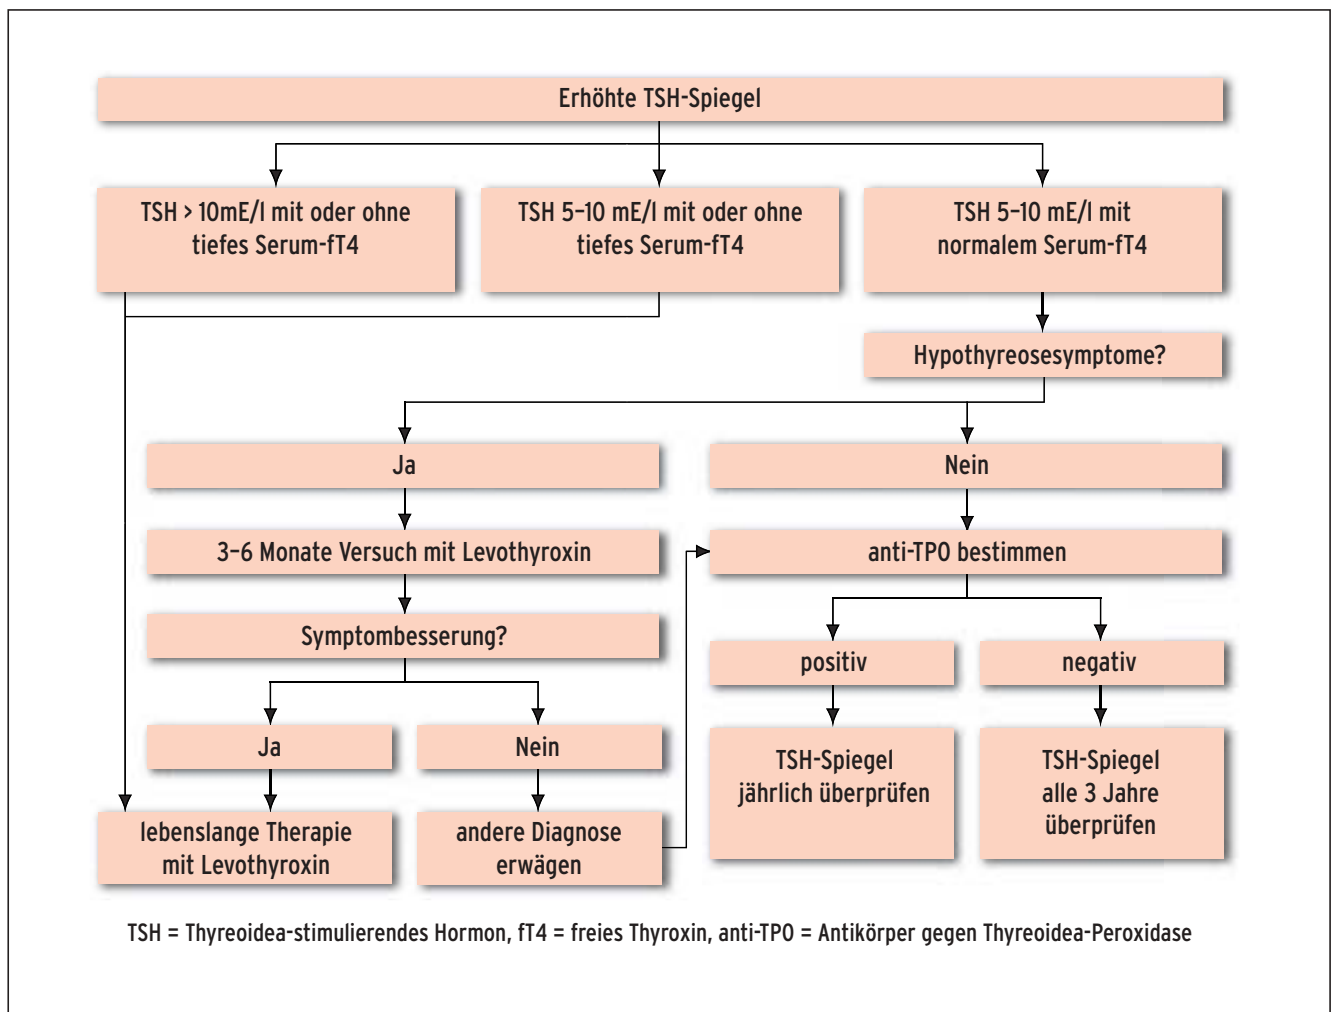 Erhöhte TSH-Spiegel
TSH > 10mE/l mit oder ohne
tiefes Serum-fT4
TSH 5–10 mE/l mit oder ohne
tiefes Serum-fT4
TSH 5–10 mE/l mit
normalem Serum-fT4
Hypothyreosesymptome?
Ja
Nein
3–6 Monate Versuch mit Levothyroxin
anti-TPO bestimmen
Symptombesserung?
positiv
negativ
Ja
Nein
TSH-Spiegel
jährlich überprüfen
TSH-Spiegel
alle 3 Jahre
überprüfen
lebenslange Therapie
mit Levothyroxin
andere Diagnose
erwägen
TSH = Thyreoidea-stimulierendes Hormon, fT4 = freies Thyroxin, anti-TPO = Antikörper gegen Thyreoidea-Peroxidase